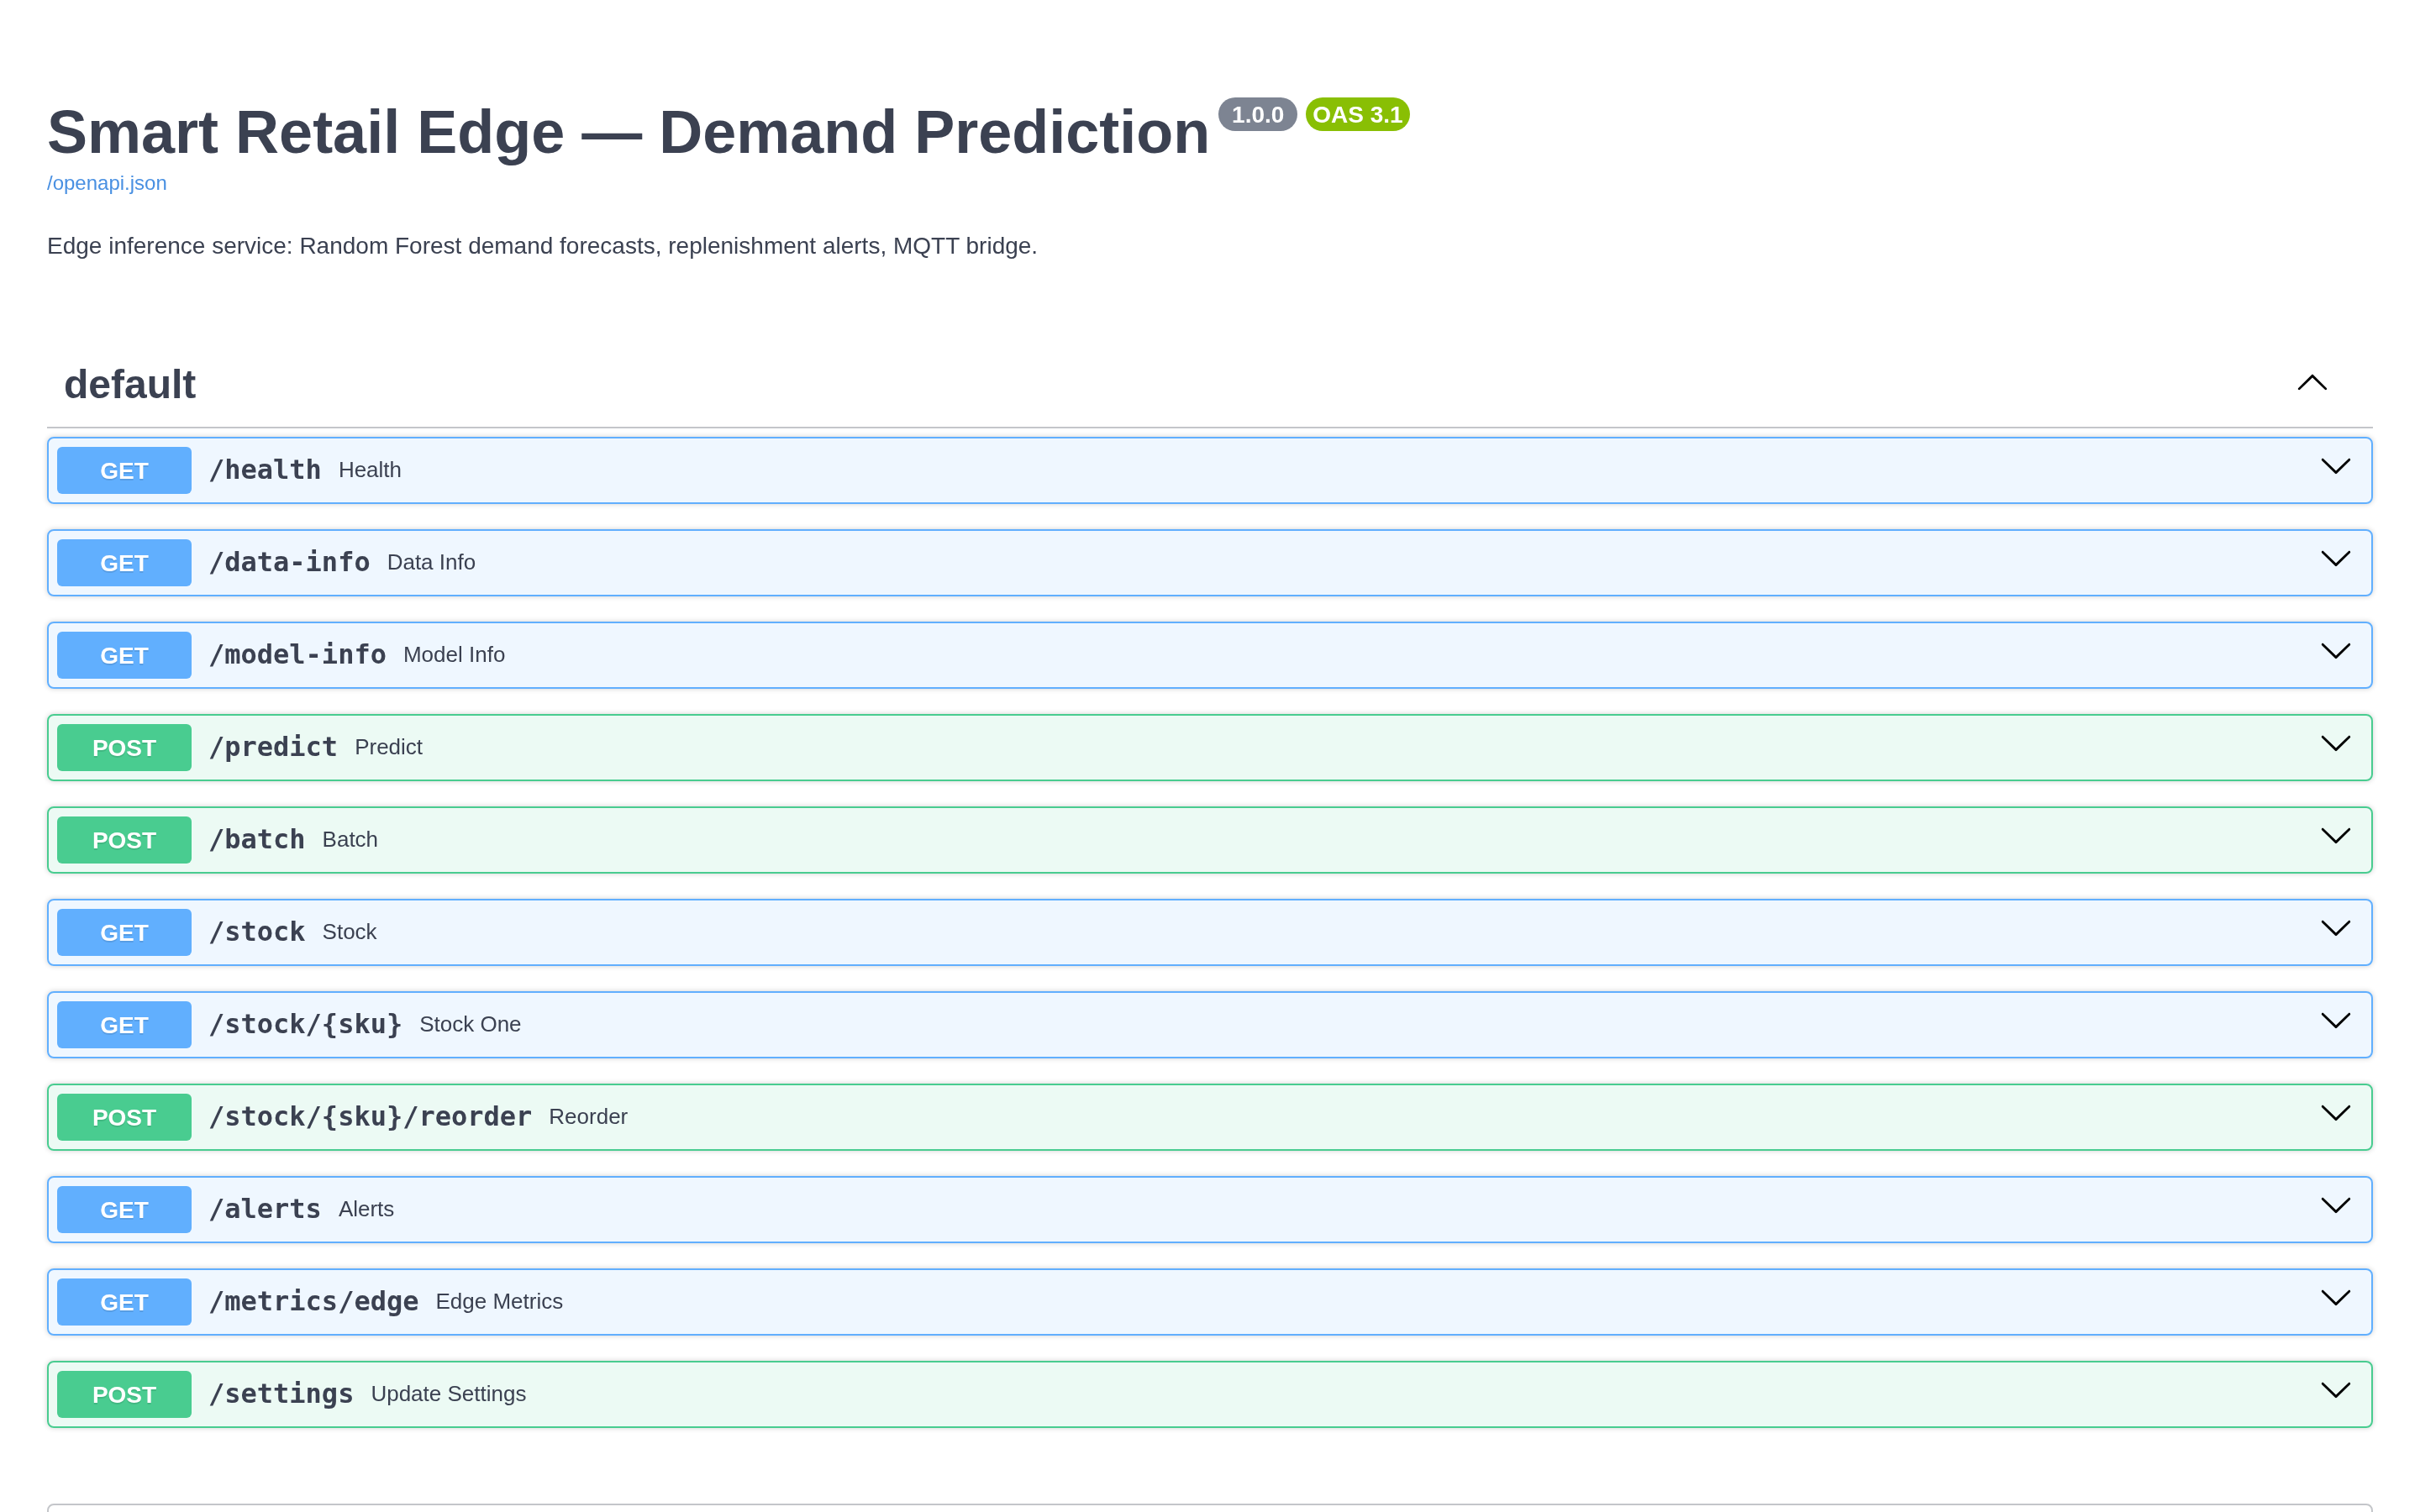 Smart Retail Edge — Demand Prediction 1.0.0 OAS 3.1
/openapi.json
Edge inference service: Random Forest demand forecasts, replenishment alerts, MQTT bridge.
default
GET /health Health
GET /data-info Data Info
GET /model-info Model Info
POST /predict Predict
POST /batch Batch
GET /stock Stock
GET /stock/{sku} Stock One
POST /stock/{sku}/reorder Reorder
GET /alerts Alerts
GET /metrics/edge Edge Metrics
POST /settings Update Settings